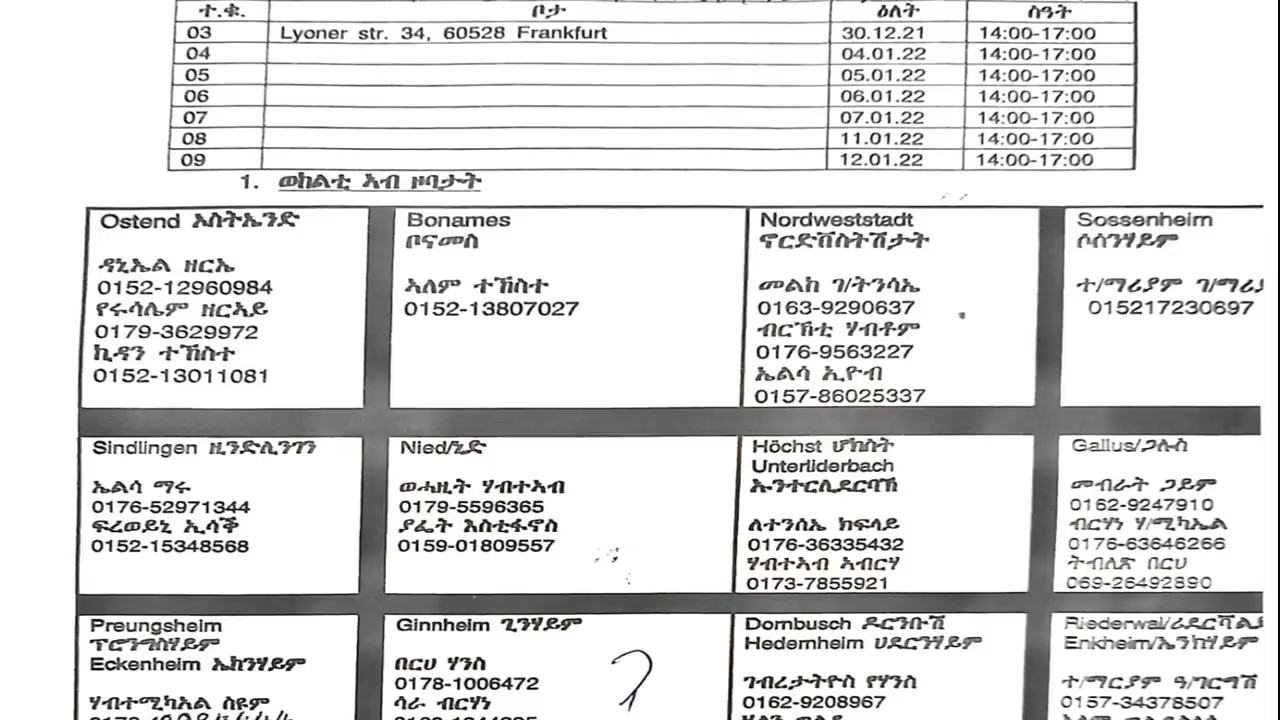 ተ.ቁ. ቦታ ዕለት ሰዓት
03 Lyoner str. 34, 60528 Frankfurt 30.12.21 14:00-17:00
04 04.01.22 14:00-17:00
05 05.01.22 14:00-17:00
06 06.01.22 14:00-17:00
07 07.01.22 14:00-17:00
08 11.01.22 14:00-17:00
09 12.01.22 14:00-17:00
1. ወከልቲ ኣብ ዞባታት
Ostend ኦስትኤንድ
ዳኒኤል ዘርኤ
0152-12960984
የሩሳሌም ዘርኣይ
0179-3629972
ኪዳን ተኸስተ
0152-13011081
Bonames
ቦናመስ
ኣለም ተኸስተ
0152-13807027
Nordweststadt
ኖርድቨስትሽታት
መልከ ገ/ትንሳኤ
0163-9290637
ብርኽቲ ሃብቶም
0176-9563227
ኤልሳ ኢዮብ
0157-86025337
Sossenheim
ሶሰንሃይም
ተ/ማሪያም ገ/ማሪ
015217230697
Sindlingen ዚንድሊንገን
ኤልሳ ማሩ
0176-52971344
ፍረወይኒ ኢሳቕ
0152-15348568
Nied/ኒድ
ወሓዚት ሃብተኣብ
0179-5596365
ያፌት እስቲፋኖስ
0159-01809557
Höchst ሆክስት
Unterliderbach
ኡንተርሊደርባኽ
ለተንሰኤ ክፍላይ
0176-36335432
ሃብተኣብ ኣብርሃ
0173-7855921
Gallus/ጋሉስ
መብራት ጋይም
0162-9247910
ብርሃነ ሃ/ሚካኤል
0176-63646266
ትብለጽ በርሀ
069-26492890
Preungsheim
ፕሮንግስሃይም
Eckenheim ኤከንሃይም
ሃብተሚካአል ስዩም
Ginnheim ጊንሃይም
በርሀ ሃንስ
0178-1006472
ሳራ ብርሃነ
Dornbusch ዶርንቡሽ
Hedernheim ሀደርንሃይም
ገብረታትዮስ የሃንስ
0162-9208967
Riederwal/ሪደርቫል
Enkheim/ኤንከሃይም
ተ/ማርያም ዓ/ገርግሽ
0157-34378507